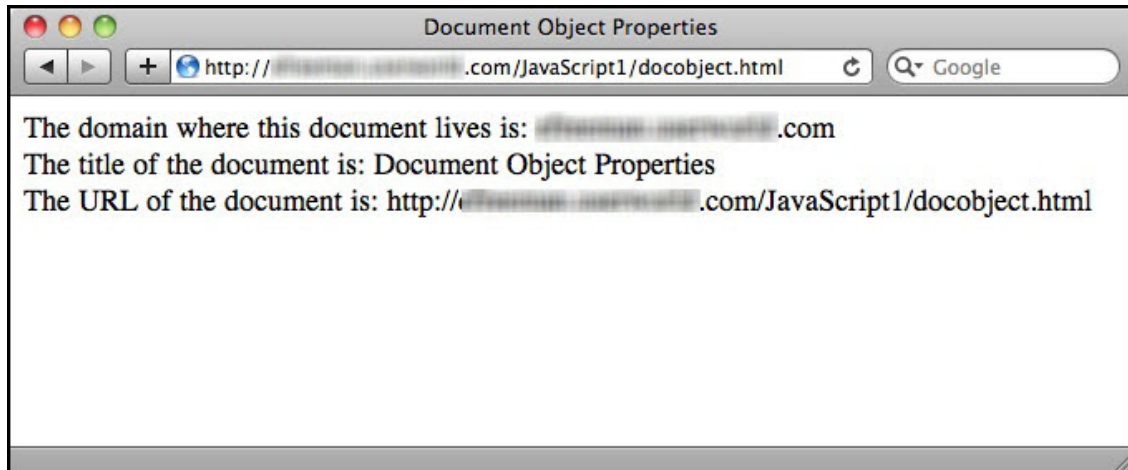 Document Object Properties
http:// .com/JavaScript1/docobject.html
Google
The domain where this document lives is: .com
The title of the document is: Document Object Properties
The URL of the document is: http:// .com/JavaScript1/docobject.html